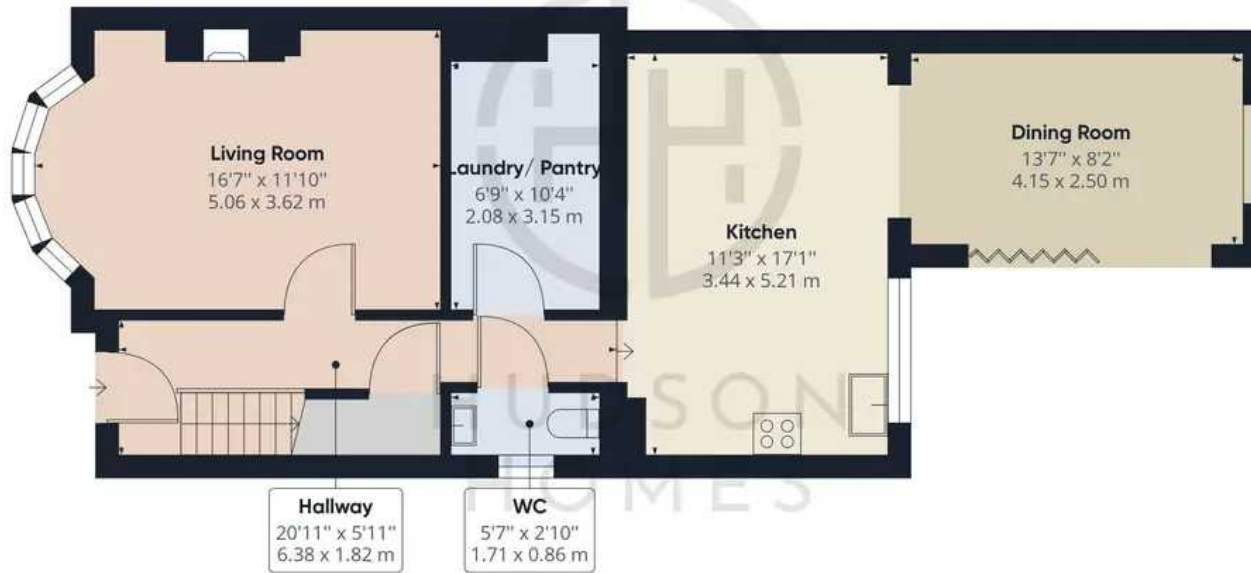 Living Room
16'7" x 11'10"
5.06 x 3.62 m
Laundry/ Pantry
6'9" x 10'4"
2.08 x 3.15 m
Kitchen
11'3" x 17'1"
3.44 x 5.21 m
Dining Room
13'7" x 8'2"
4.15 x 2.50 m
Hallway
20'11" x 5'11"
6.38 x 1.82 m
WC
5'7" x 2'10"
1.71 x 0.86 m
HUDSON
HOMES